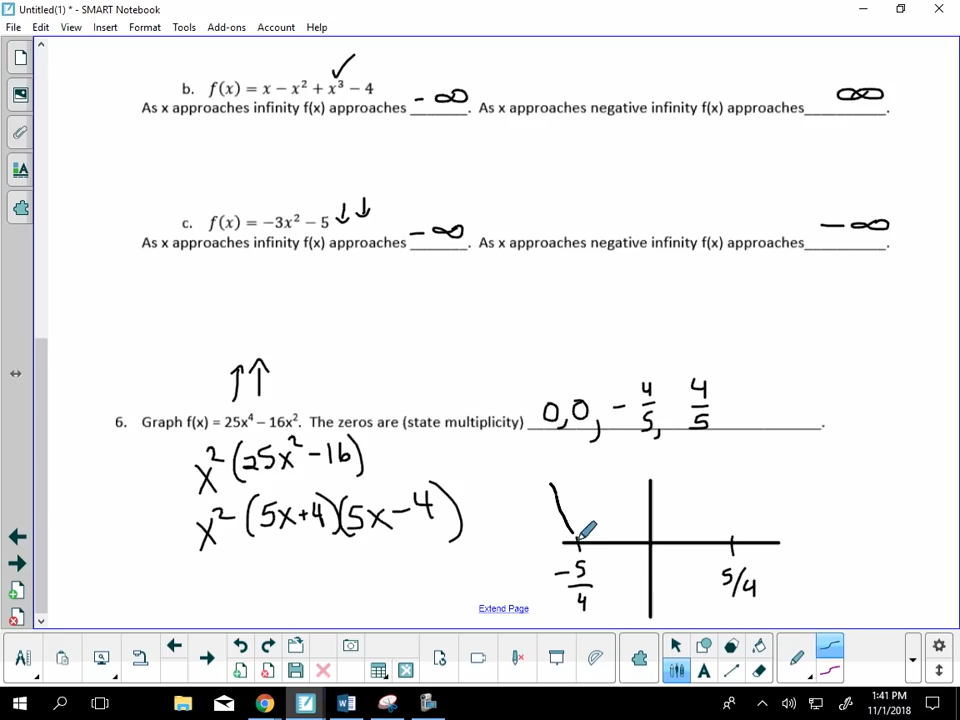 Untitled(1) * - SMART Notebook
File Edit View Insert Format Tools Add-ons Account Help
✓
b. f(x) = x − x² + x³ − 4
As x approaches infinity f(x) approaches - ∞. As x approaches negative infinity f(x) approaches ∞.
c. f(x) = −3x² − 5 ↓ ↓
As x approaches infinity f(x) approaches - ∞. As x approaches negative infinity f(x) approaches - ∞.
↑↑
6. Graph f(x) = 25x⁴ – 16x². The zeros are (state multiplicity) 0,0, - 4/5, 4/5.
x²(25x²-16)
x²(5x+4)(5x-4)
-5/4 5/4
Extend Page
1:41 PM
11/1/2018